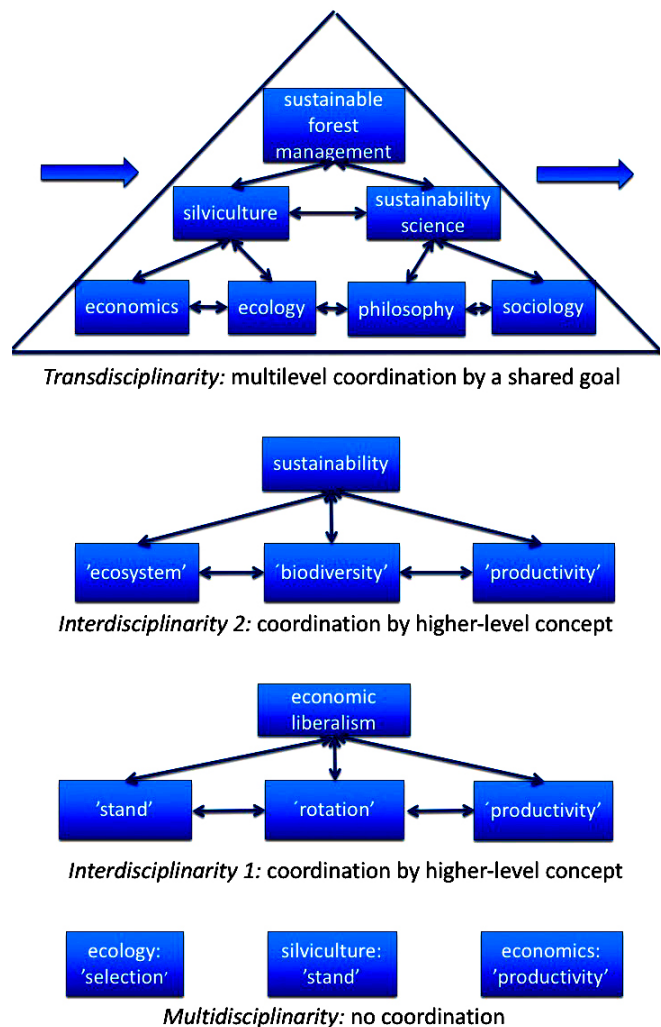 sustainable
forest
management
silviculture
sustainability
science
economics
ecology
philosophy
sociology
Transdisciplinarity: multilevel coordination by a shared goal
sustainability
’ecosystem’
‘biodiversity’
’productivity’
Interdisciplinarity 2: coordination by higher-level concept
economic
liberalism
’stand’
‘rotation’
‘productivity’
Interdisciplinarity 1: coordination by higher-level concept
ecology:
’selection’
silviculture:
’stand’
economics:
’productivity’
Multidisciplinarity: no coordination